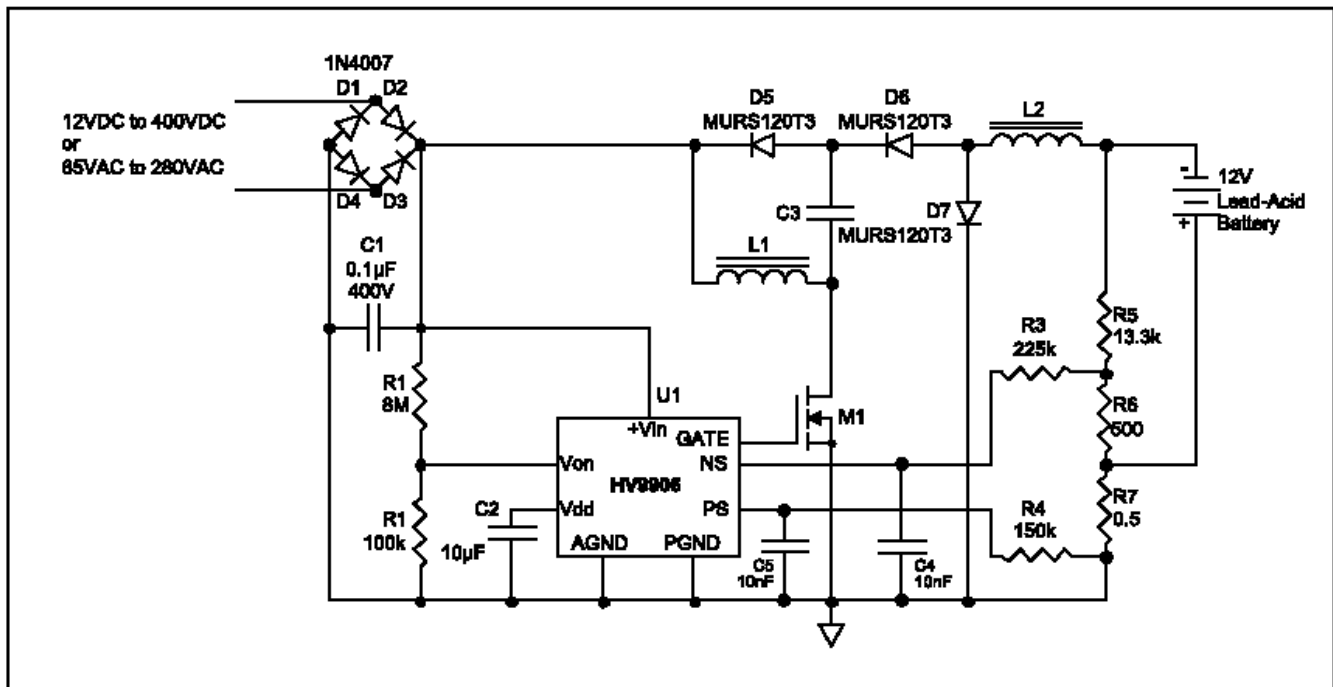 1N4007
D1 D2
12VDC to 400VDC
or
85VAC to 280VAC
D4 D3
D5
MURS120T3
D6
MURS120T3
L2
-
12V
Lead-Acid
Battery
+
C3
D7
MURS120T3
L1
C1
0.1µF
400V
R5
13.3k
R3
225k
R1
8M
U1
M1
R6
500
+Vin
GATE
Von
NS
HV9906
Vdd
PS
AGND
PGND
C2
10µF
R1
100k
R7
0.5
R4
150k
C5
10nF
C4
10nF